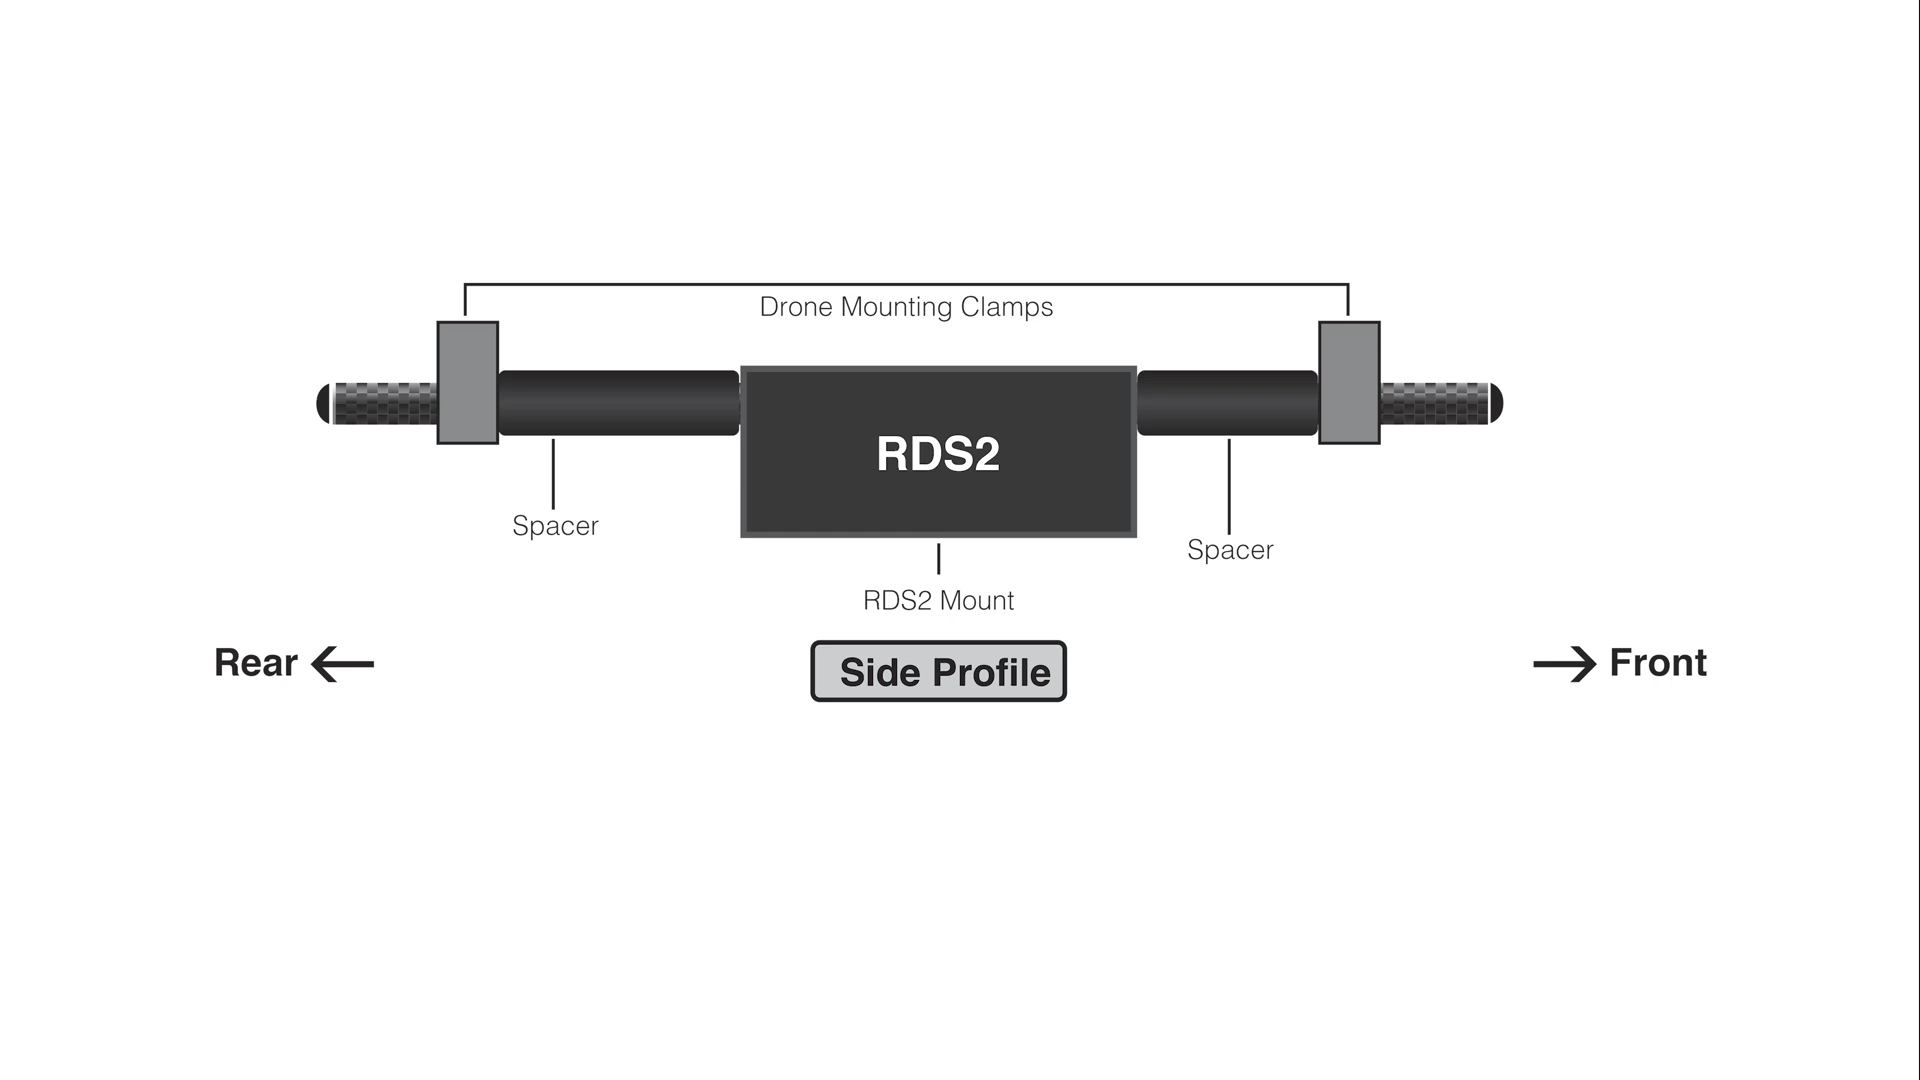 Drone Mounting Clamps
RDS2
Spacer
Spacer
RDS2 Mount
Rear
Side Profile
Front